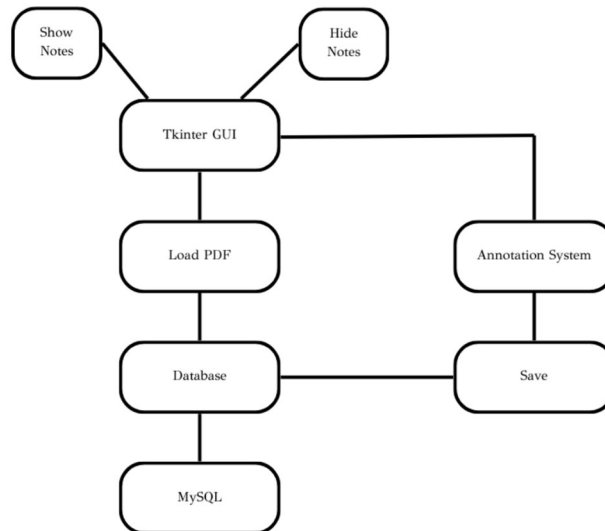 Show
Notes
Hide
Notes
Tkinter GUI
Load PDF
Annotation System
Database
Save
MySQL